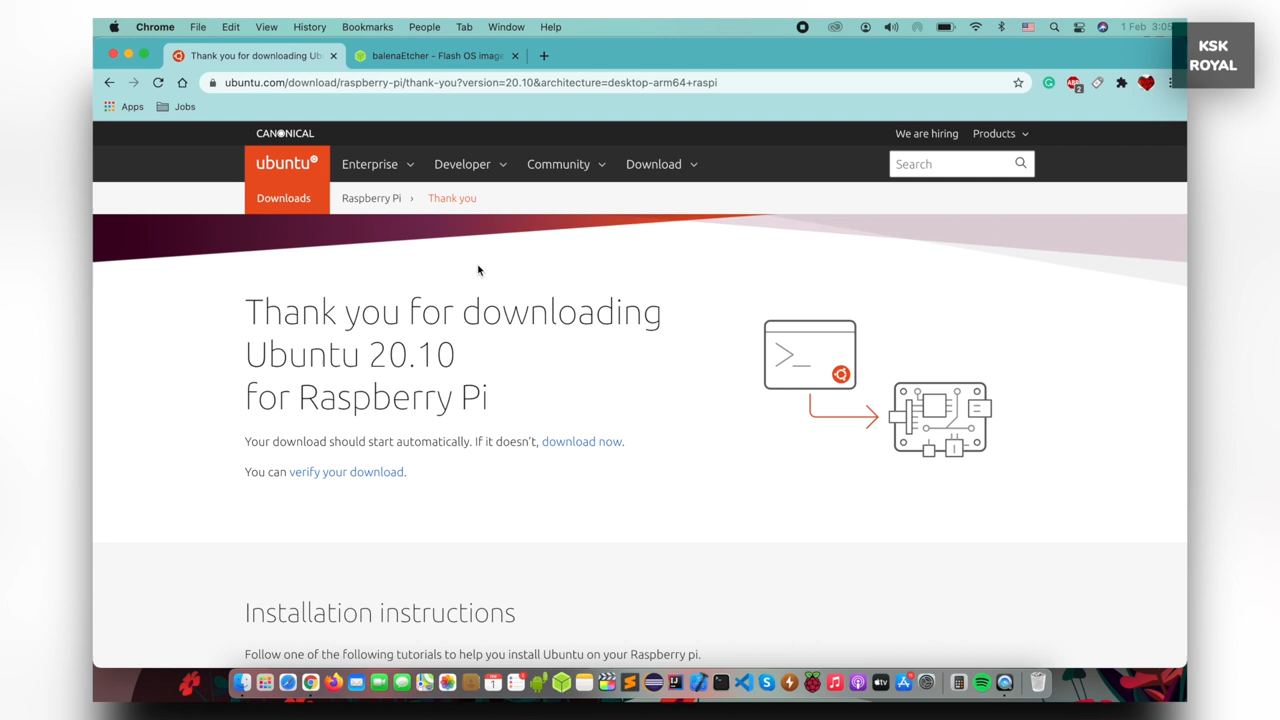 Chrome File Edit View History Bookmarks People Tab Window Help 1 Feb 3:05
KSK
ROYAL
Thank you for downloading Ub balenaEtcher - Flash OS image
ubuntu.com/download/raspberry-pi/thank-you?version=20.10&architecture=desktop-arm64+raspi
Apps Jobs
CANONICAL We are hiring Products
ubuntu Enterprise Developer Community Download Search
Downloads Raspberry Pi › Thank you
Thank you for downloading
Ubuntu 20.10
for Raspberry Pi
Your download should start automatically. If it doesn't, download now.
You can verify your download.
Installation instructions
Follow one of the following tutorials to help you install Ubuntu on your Raspberry pi.